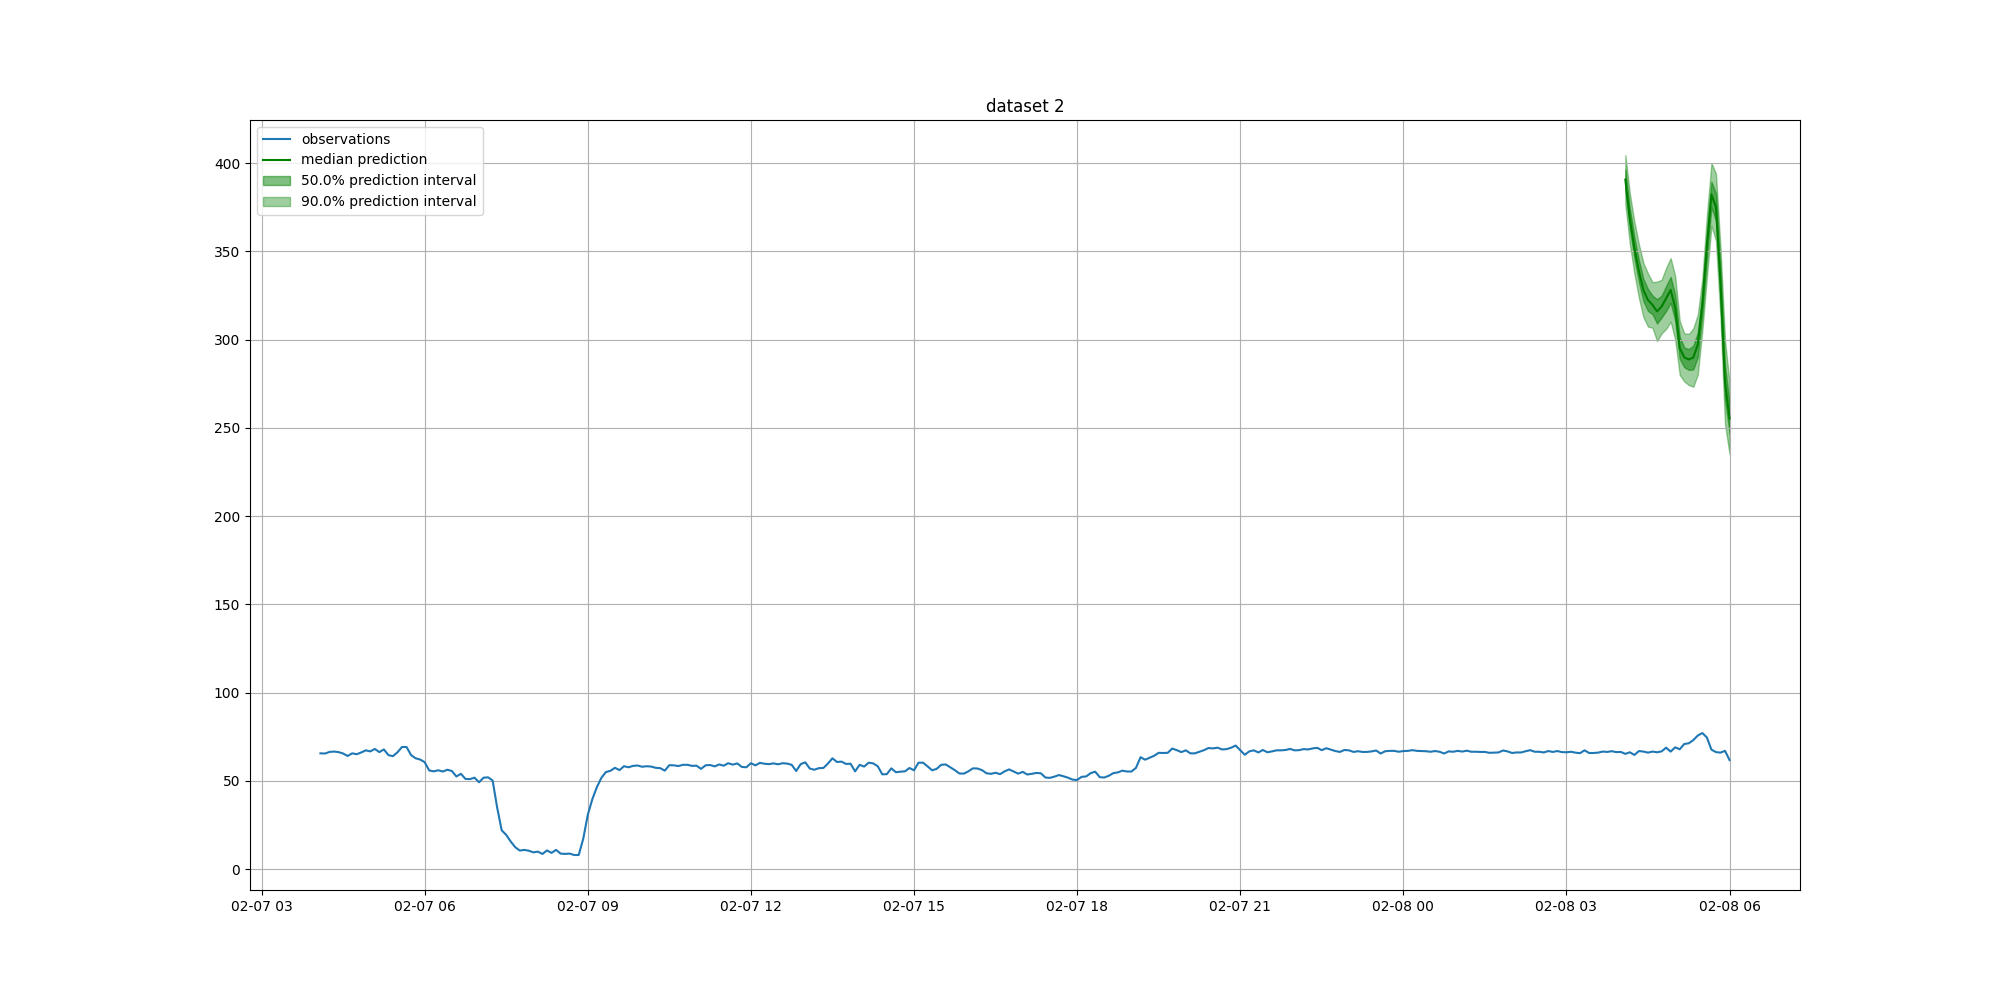 dataset 2
observations
median prediction
50.0% prediction interval
90.0% prediction interval
400
350
300
250
200
150
100
50
0
02-07 03 02-07 06 02-07 09 02-07 12 02-07 15 02-07 18 02-07 21 02-08 00 02-08 03 02-08 06